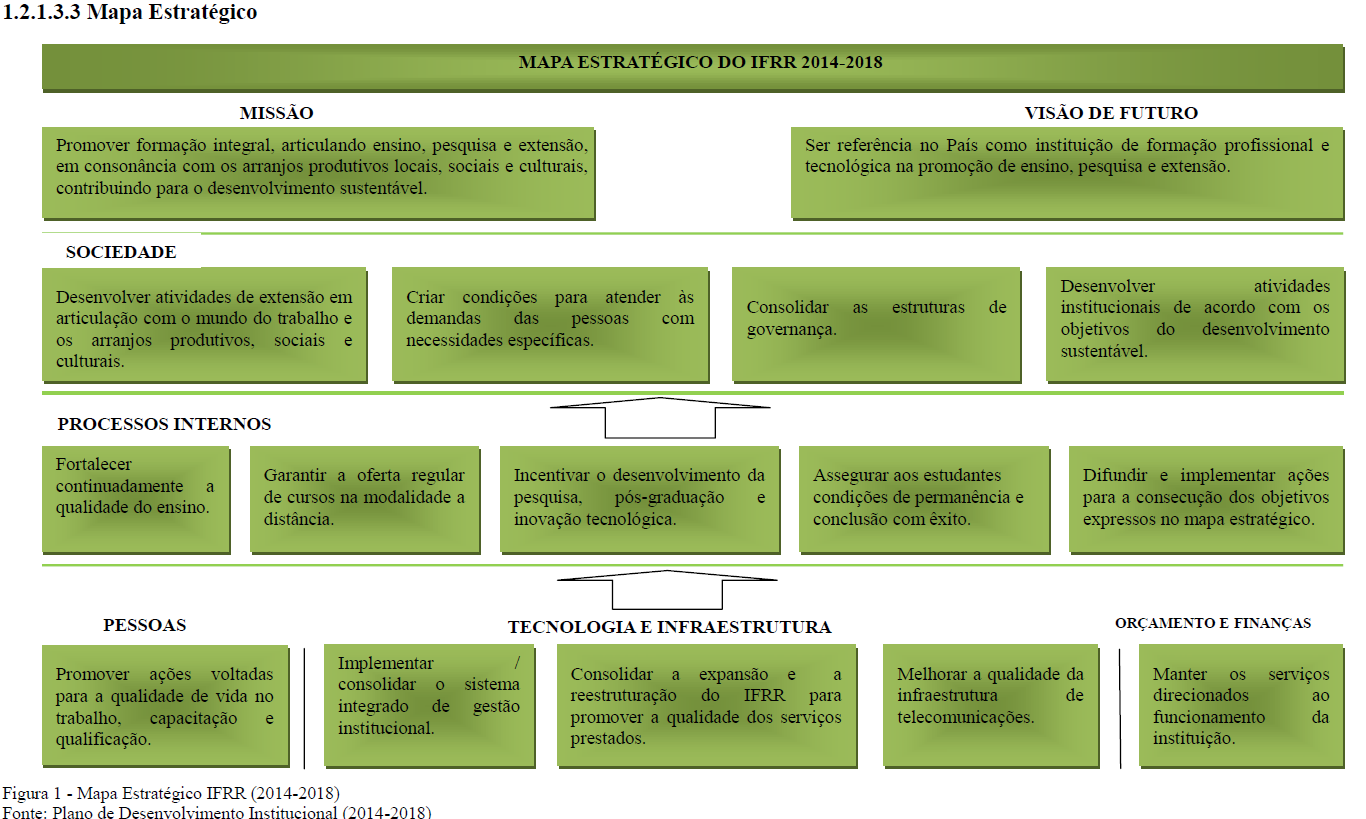 1.2.1.3.3 Mapa Estratégico
MAPA ESTRATÉGICO DO IFRR 2014-2018
MISSÃO
Promover formação integral, articulando ensino, pesquisa e extensão,
em consonância com os arranjos produtivos locais, sociais e culturais,
contribuindo para o desenvolvimento sustentável.
VISÃO DE FUTURO
Ser referência no País como instituição de formação profissional e
tecnológica na promoção de ensino, pesquisa e extensão.
SOCIEDADE
Desenvolver atividades de extensão em
articulação com o mundo do trabalho e
os arranjos produtivos, sociais e
culturais.
Criar condições para atender às
demandas das pessoas com
necessidades específicas.
Consolidar as estruturas de
governança.
Desenvolver atividades
institucionais de acordo com os
objetivos do desenvolvimento
sustentável.
PROCESSOS INTERNOS
Fortalecer
continuadamente a
qualidade do ensino.
Garantir a oferta regular
de cursos na modalidade a
distância.
Incentivar o desenvolvimento da
pesquisa, pós-graduação e
inovação tecnológica.
Assegurar aos estudantes
condições de permanência e
conclusão com êxito.
Difundir e implementar ações
para a consecução dos objetivos
expressos no mapa estratégico.
PESSOAS
Promover ações voltadas
para a qualidade de vida no
trabalho, capacitação e
qualificação.
TECNOLOGIA E INFRAESTRUTURA
Implementar /
consolidar o sistema
integrado de gestão
institucional.
Consolidar a expansão e a
reestruturação do IFRR para
promover a qualidade dos serviços
prestados.
Melhorar a qualidade da
infraestrutura de
telecomunicações.
ORÇAMENTO E FINANÇAS
Manter os serviços
direcionados ao
funcionamento da
instituição.
Figura 1 - Mapa Estratégico IFRR (2014-2018)
Fonte: Plano de Desenvolvimento Institucional (2014-2018)